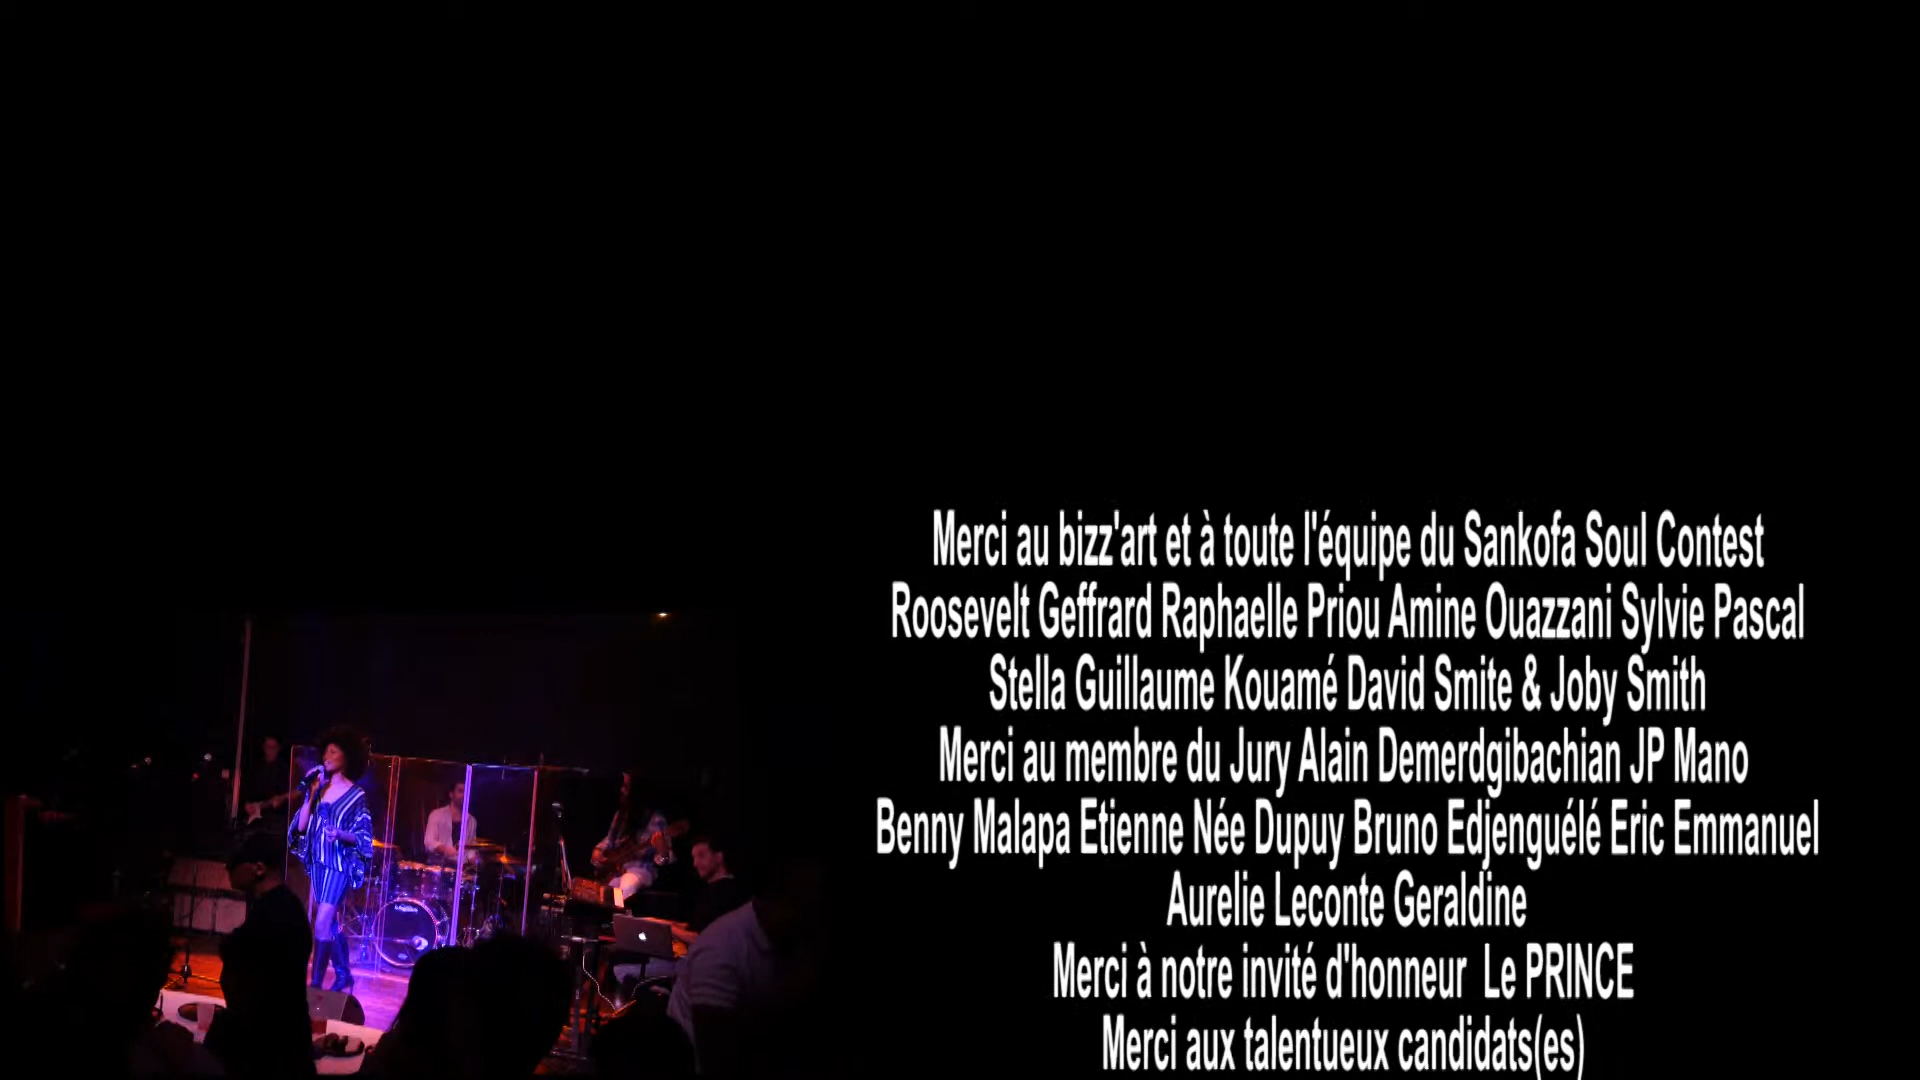 Merci au bizz'art et à toute l'équipe du Sankofa Soul Contest
Roosevelt Geffrard Raphaelle Priou Amine Ouazzani Sylvie Pascal
Stella Guillaume Kouamé David Smite & Joby Smith
Merci au membre du Jury Alain Demerdgibachian JP Mano
Benny Malapa Etienne Née Dupuy Bruno Edjenguélé Eric Emmanuel
Aurelie Leconte Geraldine
Merci à notre invité d'honneur Le PRINCE
Merci aux talentueux candidats(es)